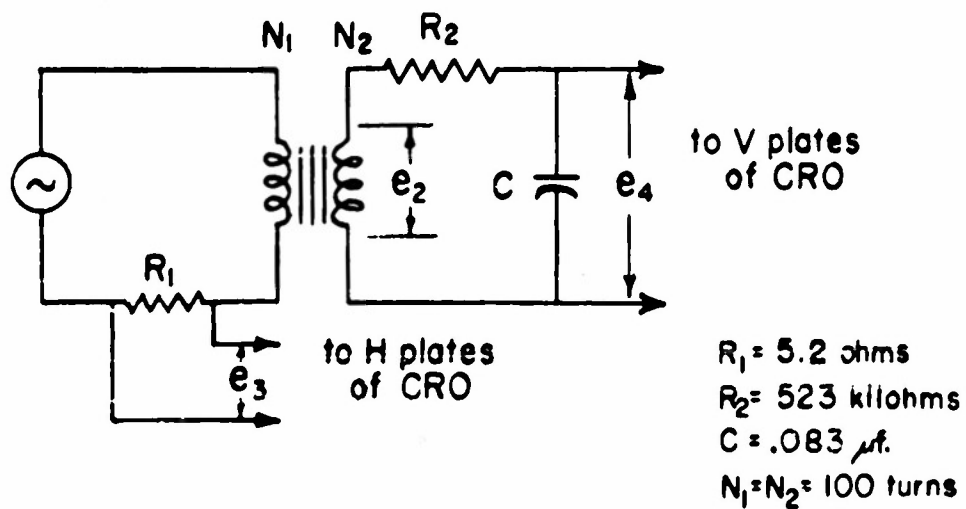 N₁ N₂ R₂
to V plates
of CRO
e₂ C e₄
R₁
to H plates
of CRO
e₃
R₁ = 5.2 ohms
R₂ = 523 kilohms
C = .083 μf.
N₁=N₂= 100 turns